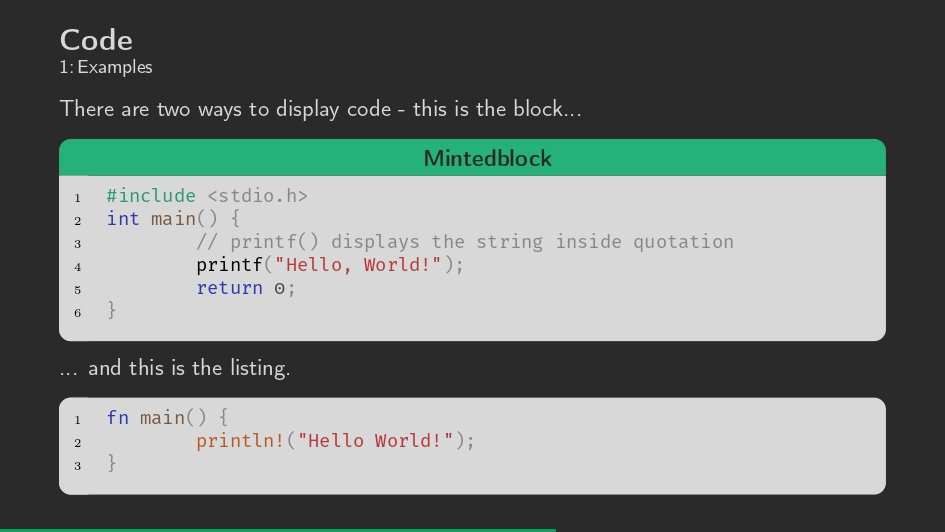 Code
1: Examples
There are two ways to display code - this is the block...
Mintedblock
1 #include <stdio.h>
2 int main() {
3 // printf() displays the string inside quotation
4 printf("Hello, World!");
5 return 0;
6 }
... and this is the listing.
1 fn main() {
2 println!("Hello World!");
3 }